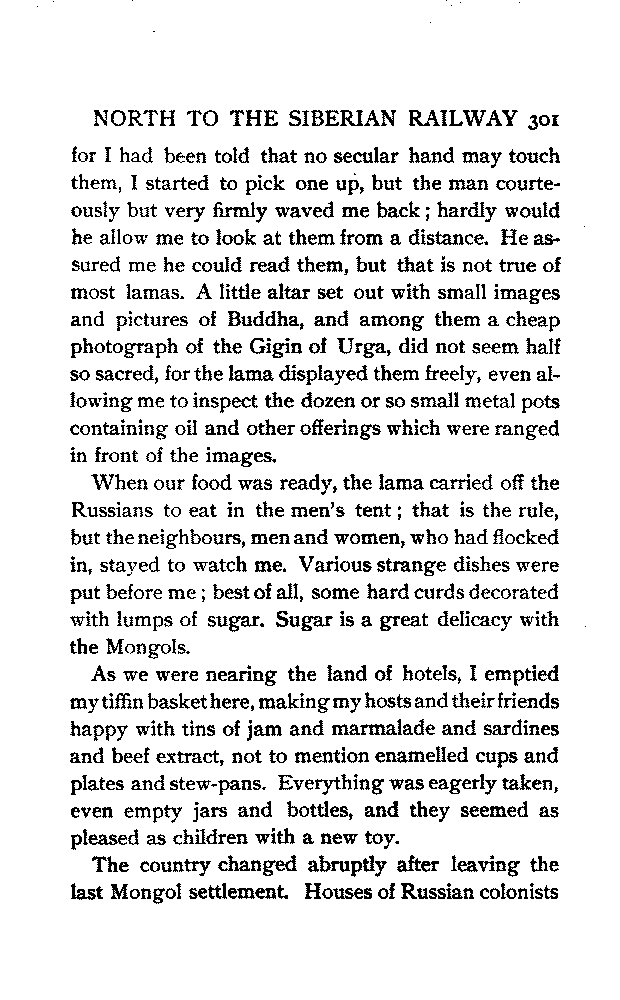 NORTH TO THE SIBERIAN RAILWAY 301
for I had been told that no secular hand may touch
them, I started to pick one up, but the man courte-
ously but very firmly waved me back; hardly would
he allow me to look at them from a distance. He as-
sured me he could read them, but that is not true of
most lamas. A little altar set out with small images
and pictures of Buddha, and among them a cheap
photograph of the Gigin of Urga, did not seem half
so sacred, for the lama displayed them freely, even al-
lowing me to inspect the dozen or so small metal pots
containing oil and other offerings which were ranged
in front of the images.
When our food was ready, the lama carried off the
Russians to eat in the men's tent; that is the rule,
but the neighbours, men and women, who had flocked
in, stayed to watch me. Various strange dishes were
put before me; best of all, some hard curds decorated
with lumps of sugar. Sugar is a great delicacy with
the Mongols.
As we were nearing the land of hotels, I emptied
my tiffin basket here, making my hosts and their friends
happy with tins of jam and marmalade and sardines
and beef extract, not to mention enamelled cups and
plates and stew-pans. Everything was eagerly taken,
even empty jars and bottles, and they seemed as
pleased as children with a new toy.
The country changed abruptly after leaving the
last Mongol settlement. Houses of Russian colonists